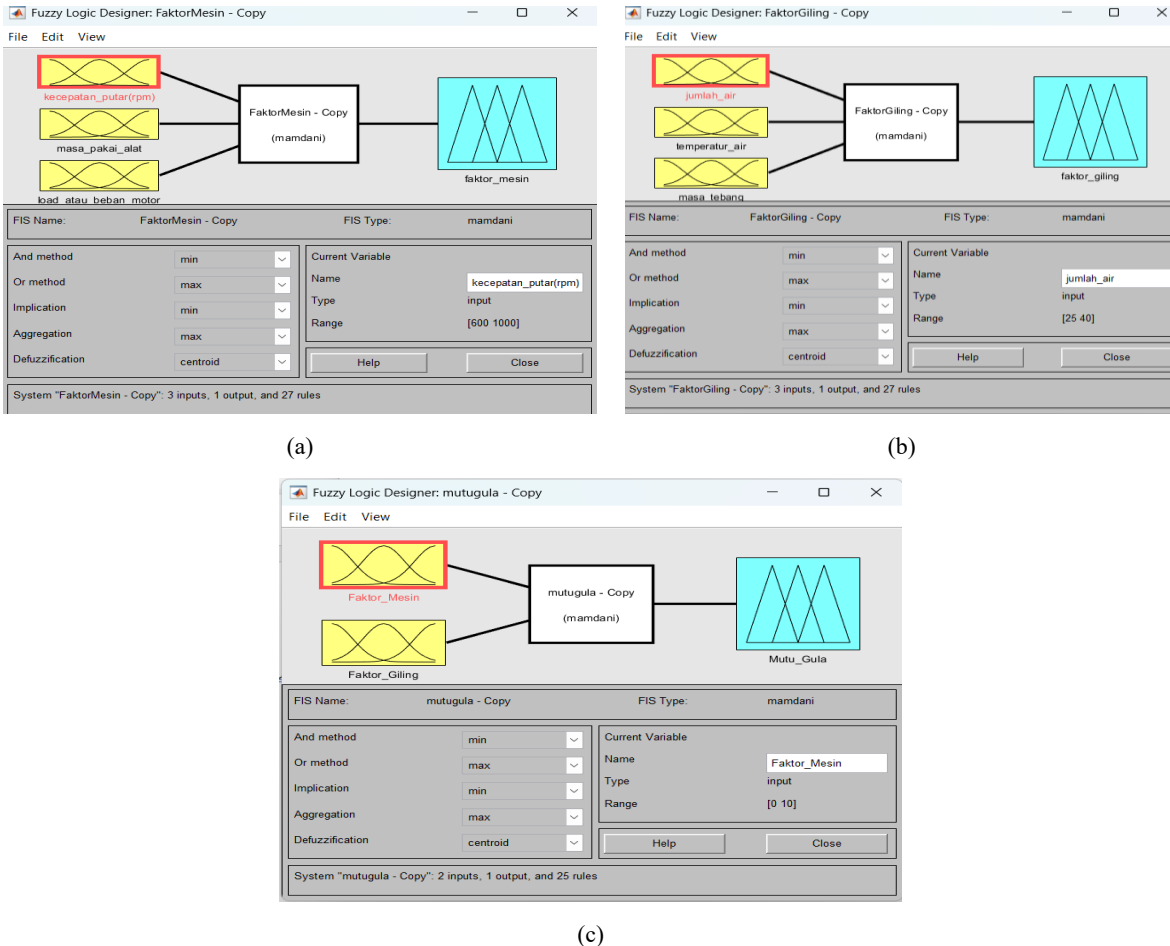 Fuzzy Logic Designer: FaktorMesin - Copy
File Edit View
kecepatan_putar(rpm)
masa_pakai_alat
load_atau_beban_motor
FaktorMesin - Copy
(mamdani)
faktor_mesin
FIS Name: FaktorMesin - Copy FIS Type: mamdani
And method min
Or method max
Implication min
Aggregation max
Defuzzification centroid
Current Variable
Name kecepatan_putar(rpm)
Type input
Range [600 1000]
Help Close
System "FaktorMesin - Copy": 3 inputs, 1 output, and 27 rules
(a)
Fuzzy Logic Designer: FaktorGiling - Copy
File Edit View
jumlah_air
temperatur_air
masa_tebang
FaktorGiling - Copy
(mamdani)
faktor_giling
FIS Name: FaktorGiling - Copy FIS Type: mamdani
And method min
Or method max
Implication min
Aggregation max
Defuzzification centroid
Current Variable
Name jumlah_air
Type input
Range [25 40]
Help Close
System "FaktorGiling - Copy": 3 inputs, 1 output, and 27 rules
(b)
Fuzzy Logic Designer: mutugula - Copy
File Edit View
Faktor_Mesin
Faktor_Giling
mutugula - Copy
(mamdani)
Mutu_Gula
FIS Name: mutugula - Copy FIS Type: mamdani
And method min
Or method max
Implication min
Aggregation max
Defuzzification centroid
Current Variable
Name Faktor_Mesin
Type input
Range [0 10]
Help Close
System "mutugula - Copy": 2 inputs, 1 output, and 25 rules
(c)